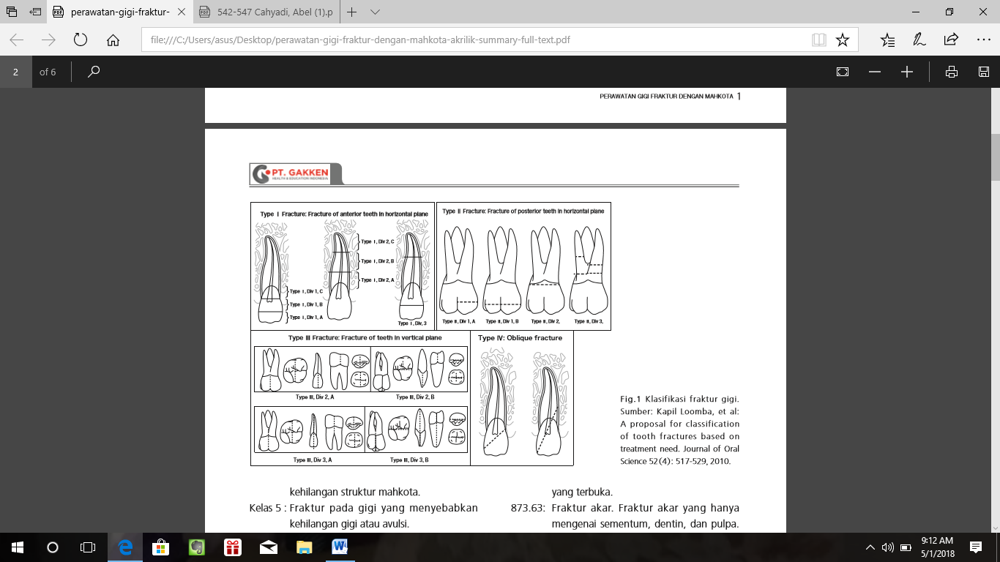 perawatan-gigi-fraktur-
542-547 Cahyadi, Abel (1).p
file:///C:/Users/asus/Desktop/perawatan-gigi-fraktur-dengan-mahkota-akrilik-summary-full-text.pdf
2 of 6
PERAWATAN GIGI FRAKTUR DENGAN MAHKOTA 1
PT. GAKKEN
HEALTH & EDUCATION INDONESIA
Type I Fracture: Fracture of anterior teeth in horizontal plane
Type I, Div 2, C
Type I, Div 2, B
Type I, Div 2, A
Type I, Div 1, C
Type I, Div 1, B
Type I, Div 1, A
Type I, Div, 3
Type II Fracture: Fracture of posterior teeth in horizontal plane
Type II, Div 1, A
Type II, Div 1, B
Type II, Div 2,
Type II, Div 3,
Type III Fracture: Fracture of teeth in vertical plane
Type III, Div 2, A
Type III, Div 2, B
Type III, Div 3, A
Type III, Div 3, B
Type IV: Oblique fracture
Fig.1 Klasifikasi fraktur gigi.
Sumber: Kapil Loomba, et al:
A proposal for classification
of tooth fractures based on
treatment need. Journal of Oral
Science 52(4): 517-529, 2010.
kehilangan struktur mahkota.
Kelas 5 : Fraktur pada gigi yang menyebabkan
kehilangan gigi atau avulsi.
yang terbuka.
873.63: Fraktur akar. Fraktur akar yang hanya
mengenai sementum, dentin, dan pulpa.
9:12 AM
5/1/2018